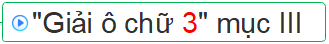 "Giải ô chữ 3" mục III